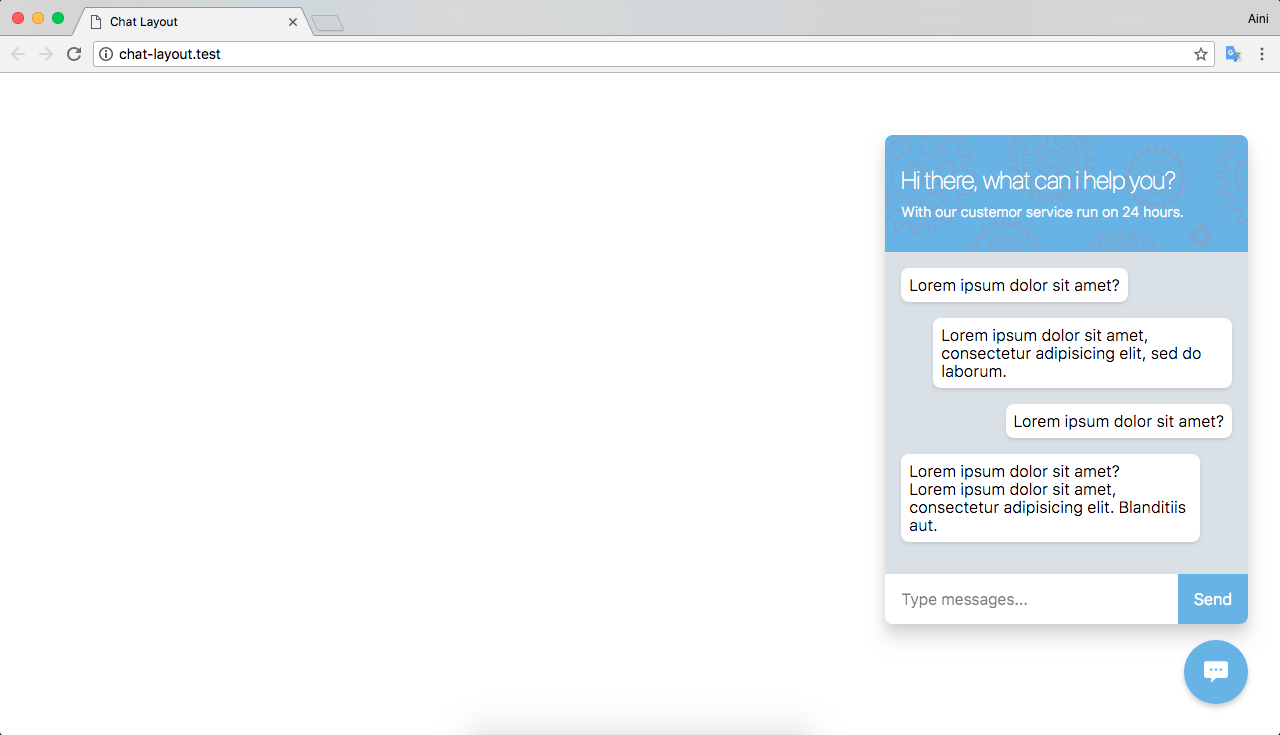 Chat Layout
Aini
chat-layout.test
Hi there, what can i help you?
With our custemor service run on 24 hours.
Lorem ipsum dolor sit amet?
Lorem ipsum dolor sit amet,
consectetur adipisicing elit, sed do
laborum.
Lorem ipsum dolor sit amet?
Lorem ipsum dolor sit amet?
Lorem ipsum dolor sit amet,
consectetur adipisicing elit. Blanditiis
aut.
Type messages...
Send